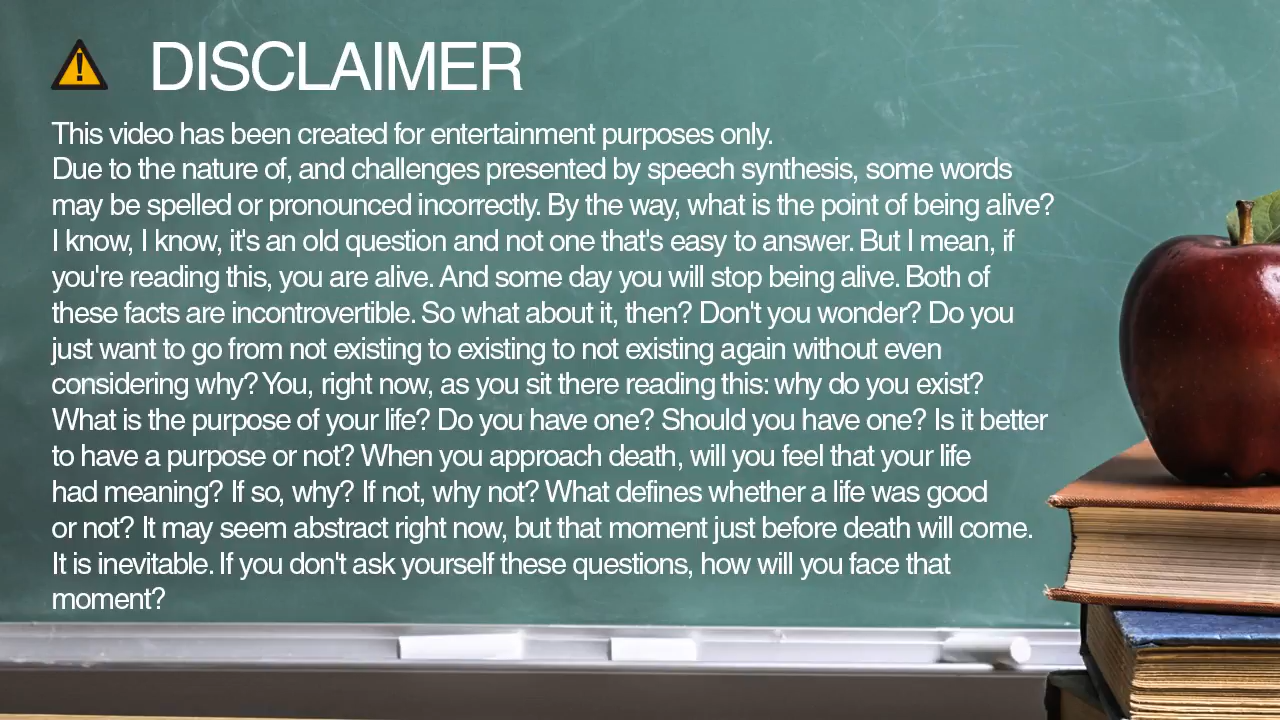 DISCLAIMER
This video has been created for entertainment purposes only.
Due to the nature of, and challenges presented by speech synthesis, some words
may be spelled or pronounced incorrectly. By the way, what is the point of being alive?
I know, I know, it's an old question and not one that's easy to answer. But I mean, if
you're reading this, you are alive. And some day you will stop being alive. Both of
these facts are incontrovertible. So what about it, then? Don't you wonder? Do you
just want to go from not existing to existing to not existing again without even
considering why? You, right now, as you sit there reading this: why do you exist?
What is the purpose of your life? Do you have one? Should you have one? Is it better
to have a purpose or not? When you approach death, will you feel that your life
had meaning? If so, why? If not, why not? What defines whether a life was good
or not? It may seem abstract right now, but that moment just before death will come.
It is inevitable. If you don't ask yourself these questions, how will you face that
moment?